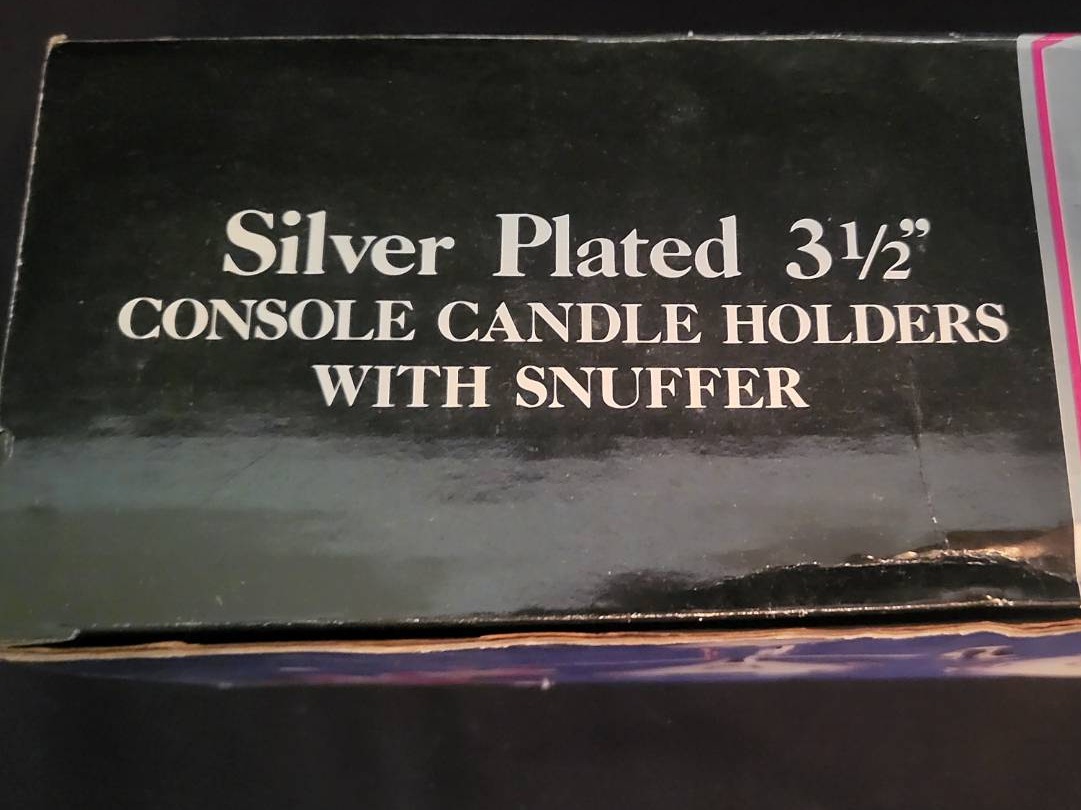 Silver Plated 3½”
CONSOLE CANDLE HOLDERS
WITH SNUFFER